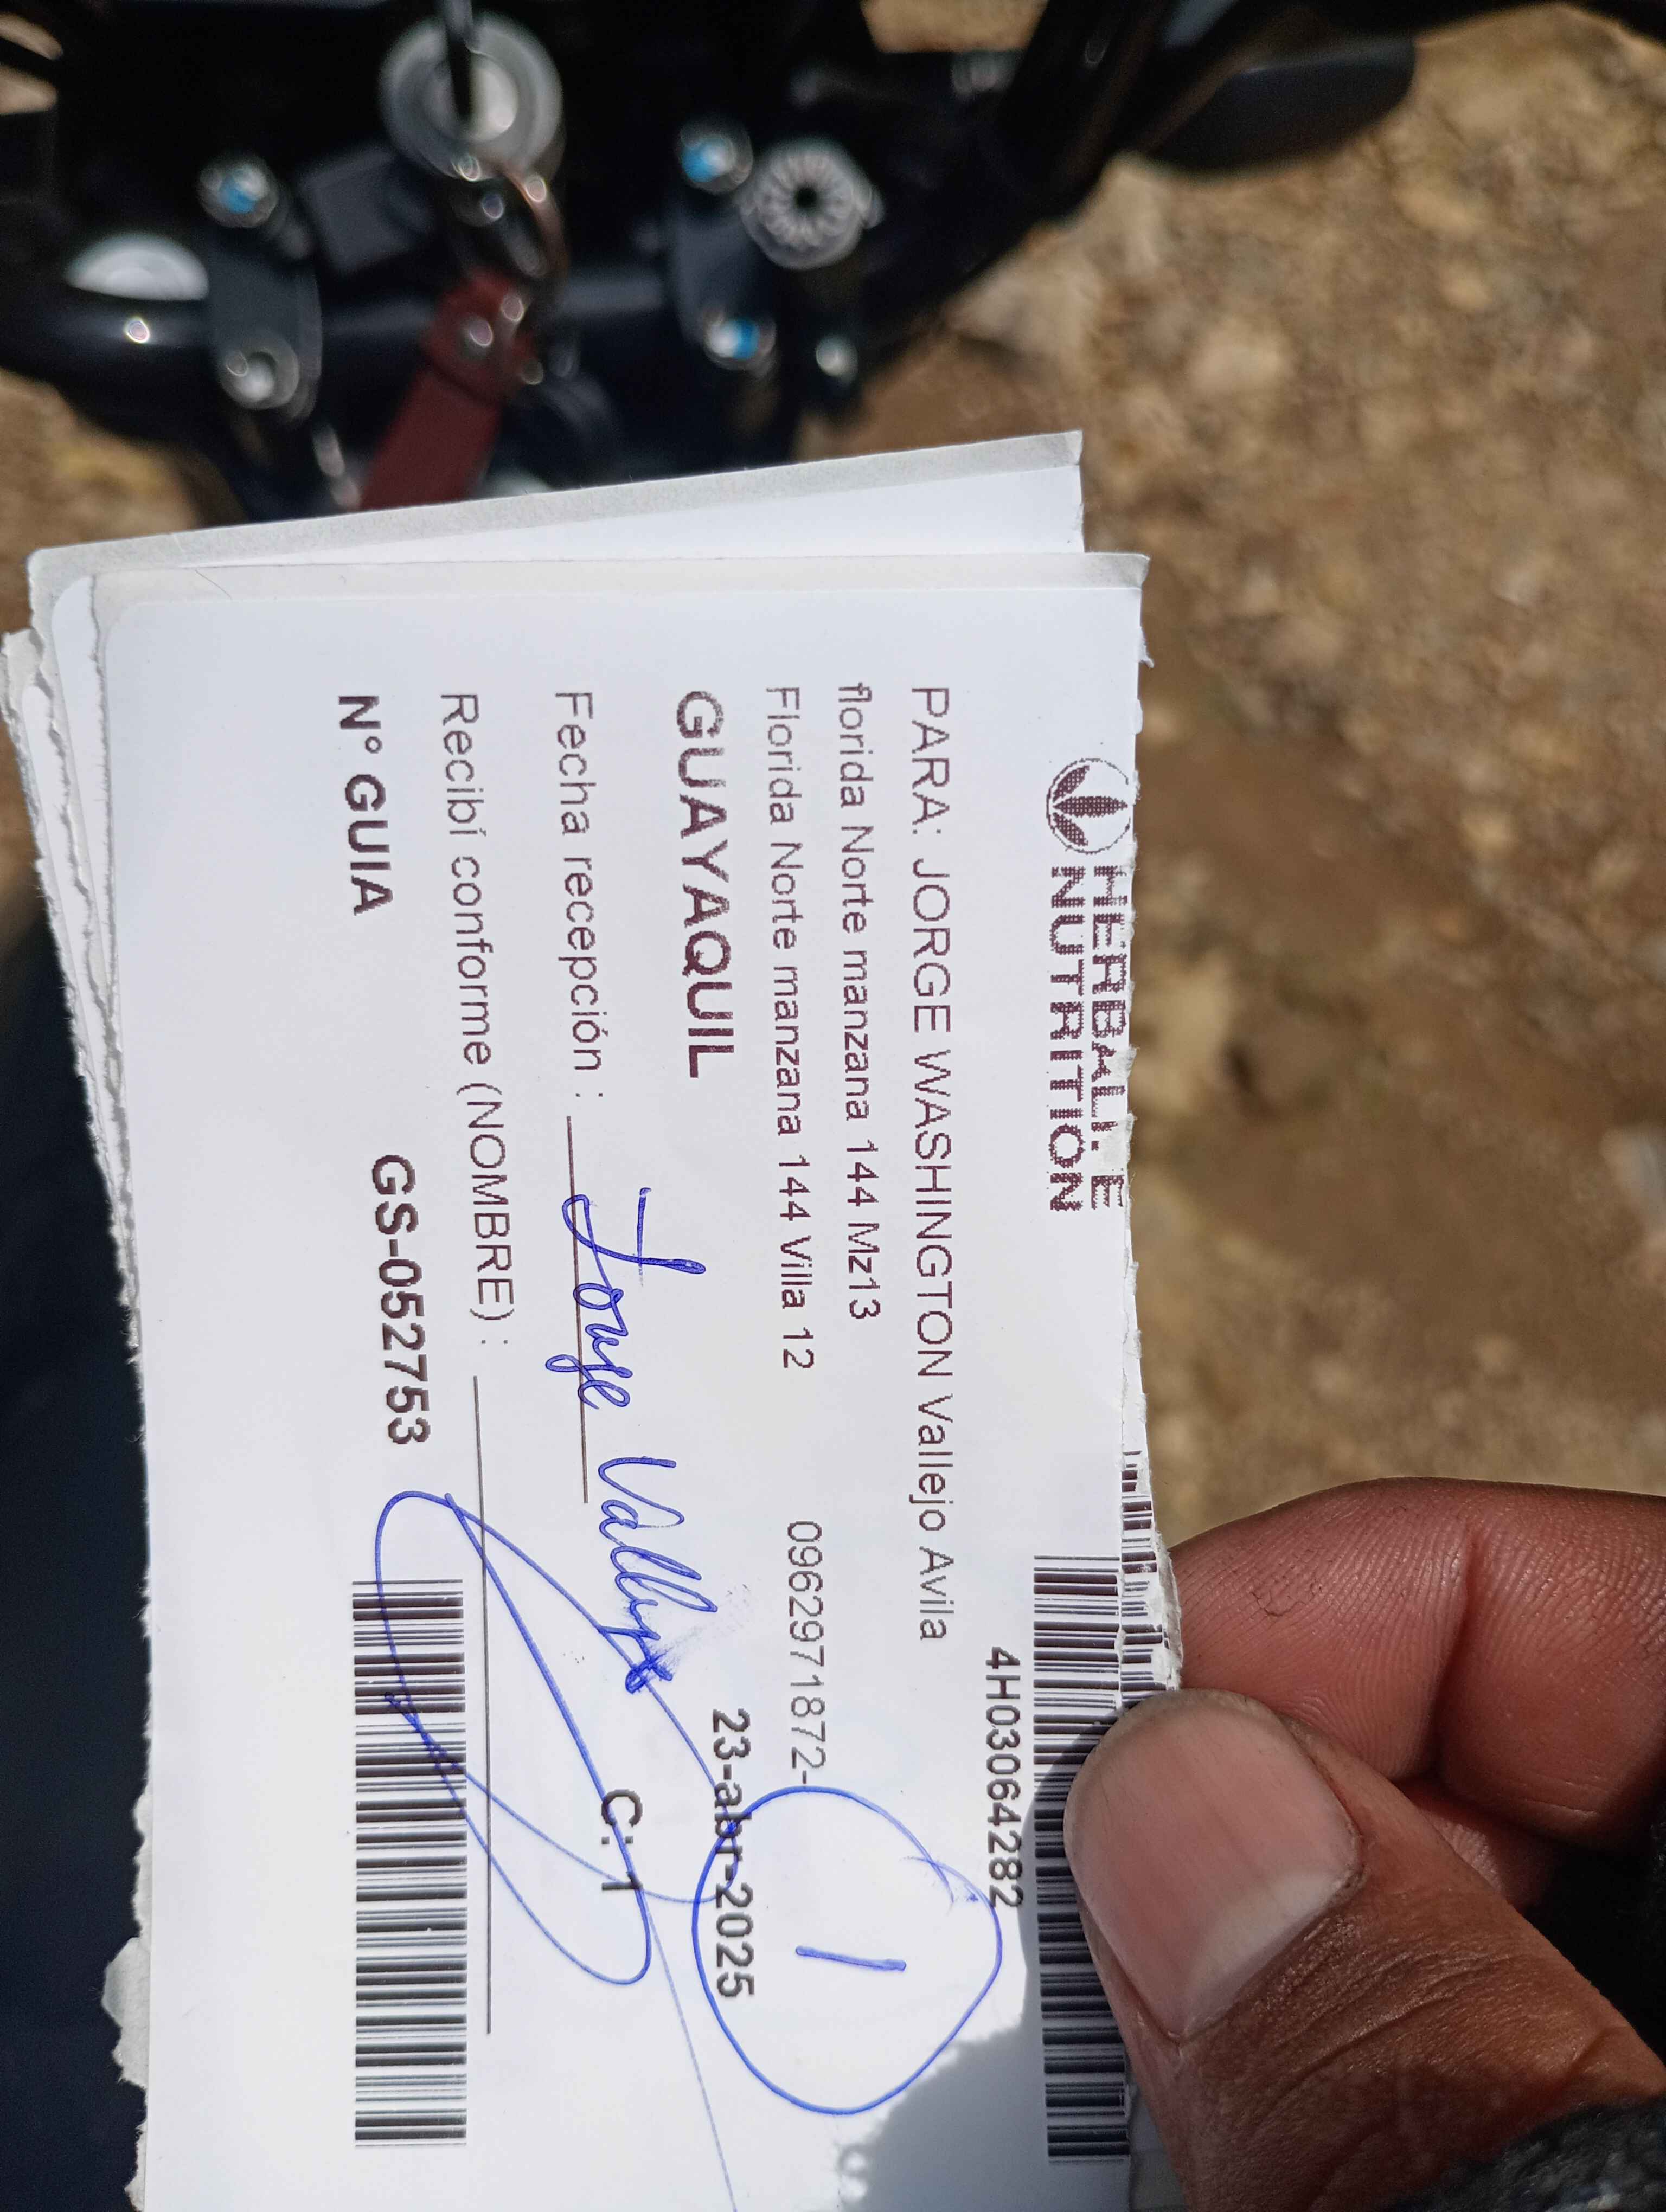 HERBALIFE
NUTRITION
4H03064282
PARA: JORGE WASHINGTON Vallejo Avila
florida Norte manzana 144 Mz13
Florida Norte manzana 144 Villa 12 0962971872-
1
GUAYAQUIL 23-abr-2025
Jorge Vallejo
Fecha recepción : C: 1
Recibí conforme (NOMBRE) :
N° GUIA GS-052753